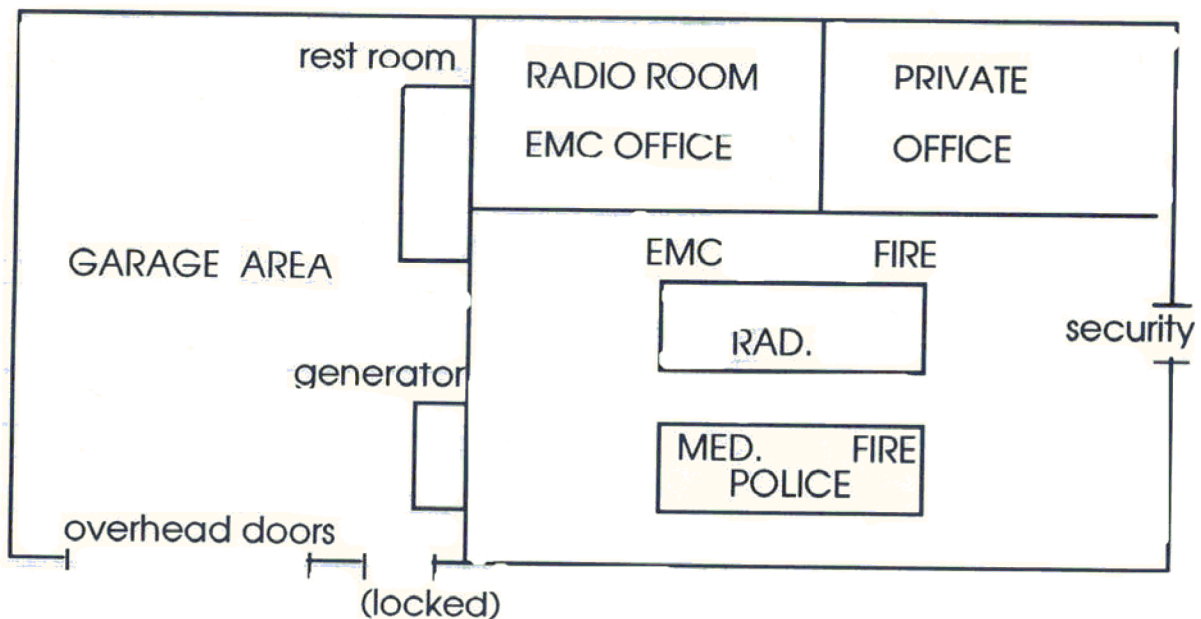 rest room
RADIO ROOM
EMC OFFICE
PRIVATE
OFFICE
GARAGE AREA
EMC FIRE
RAD.
security
generator
MED. FIRE
POLICE
overhead doors
(locked)